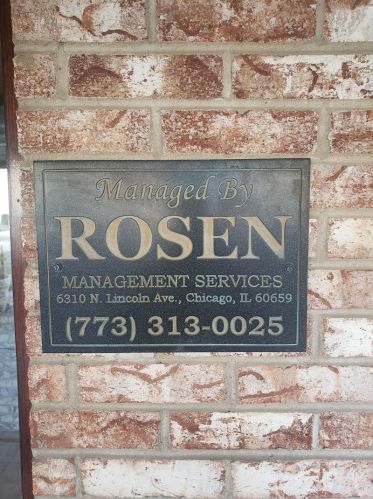 Managed By
ROSEN
MANAGEMENT SERVICES
6310 N. Lincoln Ave., Chicago, IL 60659
(773) 313-0025